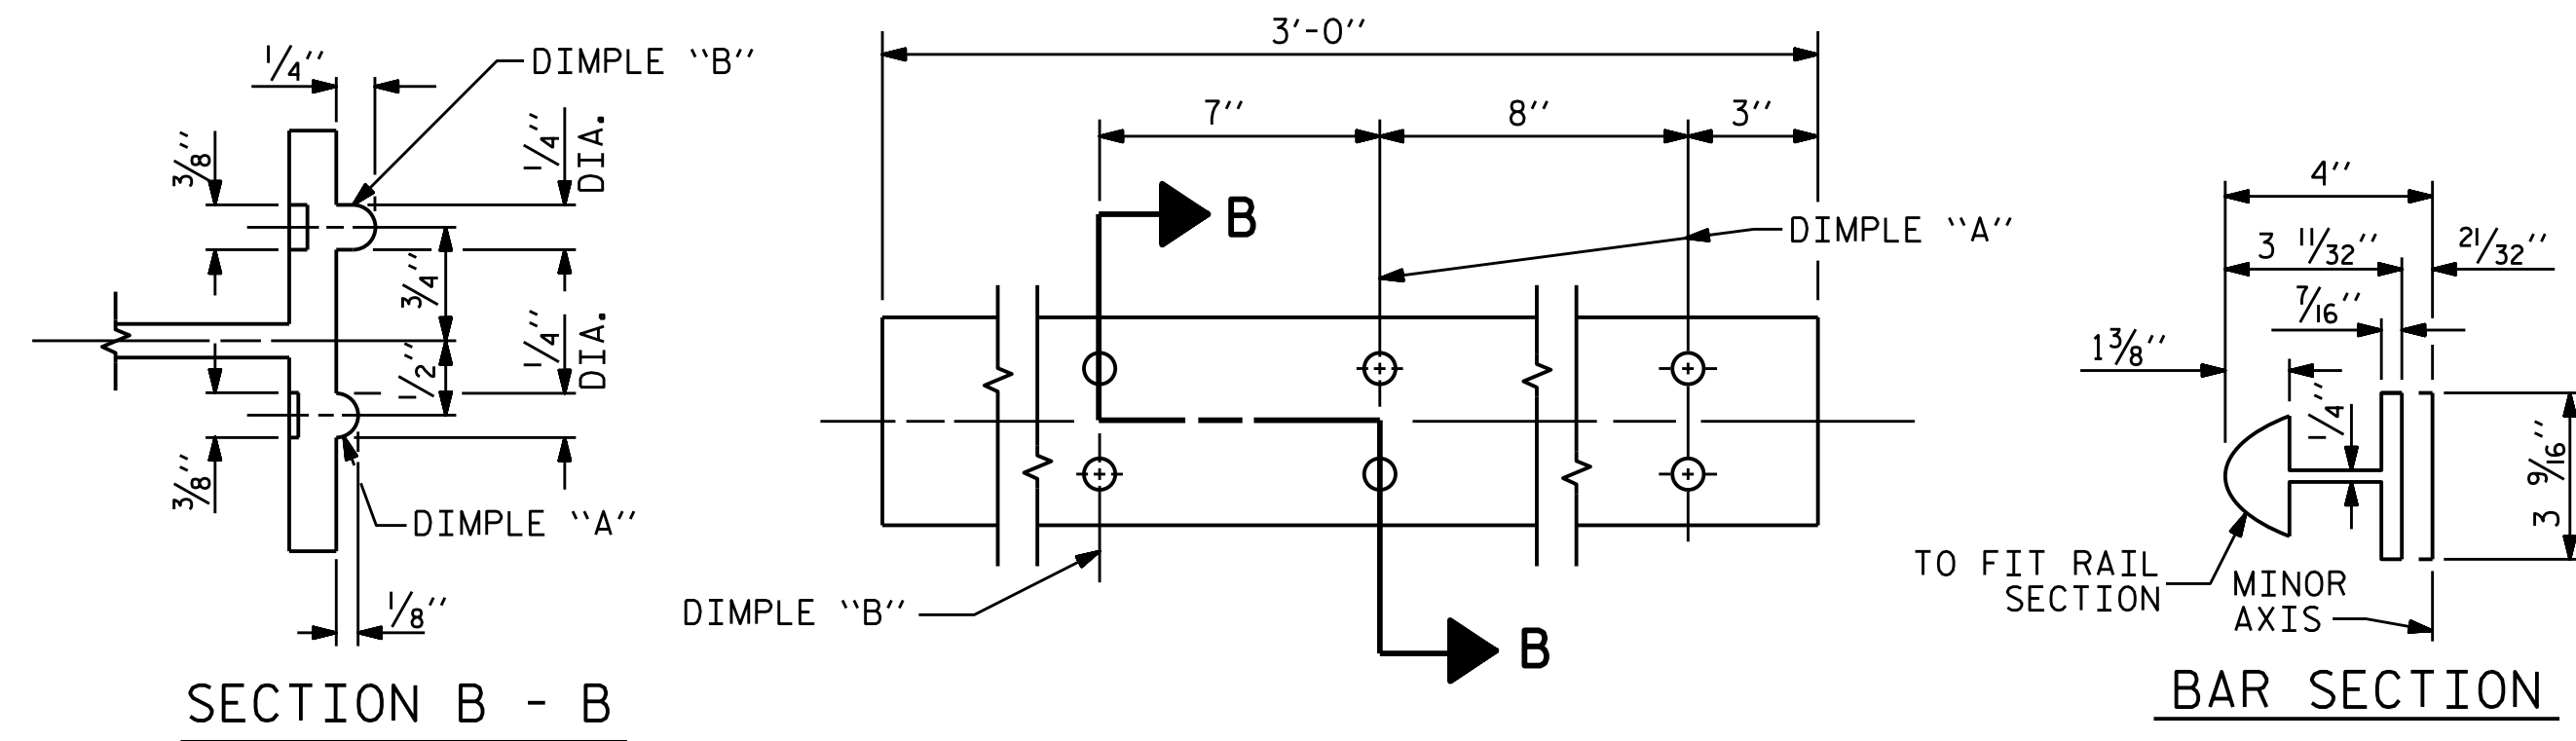 1/4"
DIMPLE "B"
3/8"
1/4" DIA.
3/4"
1/4" DIA.
1/2"
3/8"
DIMPLE "A"
1/8"
SECTION B - B
3'-0"
7"
8"
3"
B
DIMPLE "A"
DIMPLE "B"
B
4"
3 11/32"
21/32"
7/16"
1 3/8"
1/4"
3 9/16"
TO FIT RAIL
SECTION
MINOR
AXIS
BAR SECTION